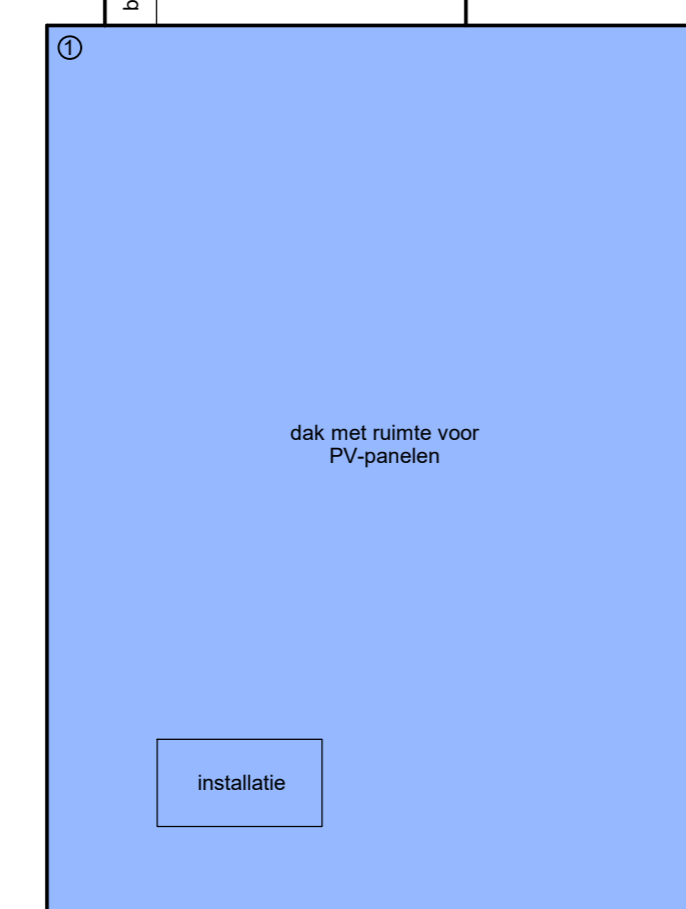 ①
dak met ruimte voor
PV-panelen
installatie